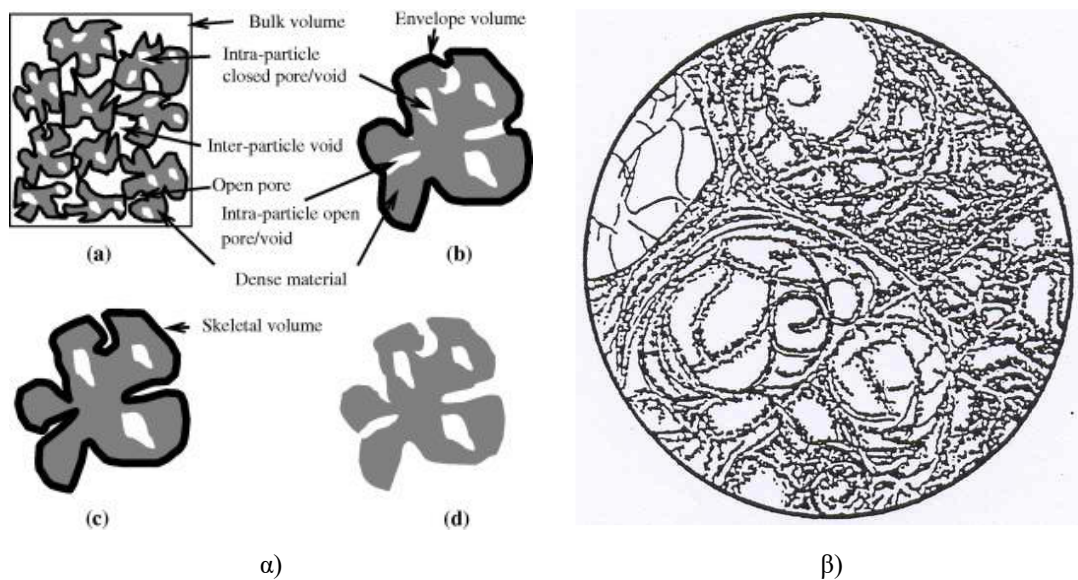 Bulk volume
Intra-particle
closed pore/void
Inter-particle void
Open pore
Intra-particle open
pore/void
Dense material
(a)
Envelope volume
(b)
Skeletal volume
(c)
(d)
α)
β)